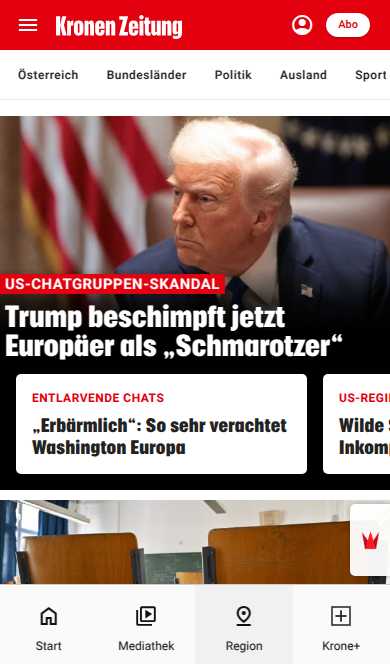 Kronen Zeitung
Abo
Österreich Bundesländer Politik Ausland Sport
US-CHATGRUPPEN-SKANDAL
Trump beschimpft jetzt
Europäer als „Schmarotzer“
ENTLARVENDE CHATS
„Erbärmlich“: So sehr verachtet
Washington Europa
US-REGI
Wilde
Inkom
Start Mediathek Region Krone+